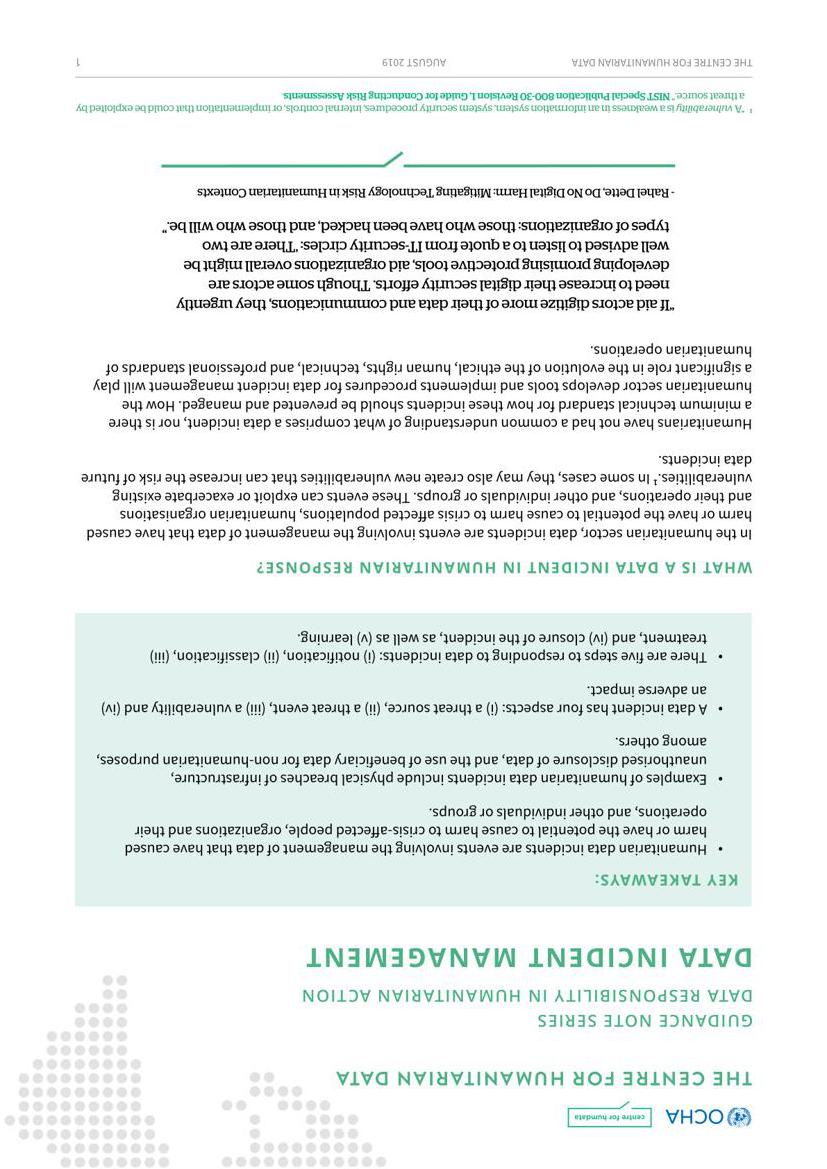 OCHA
centre for humdata
THE CENTRE FOR HUMANITARIAN DATA
GUIDANCE NOTE SERIES
DATA RESPONSIBILITY IN HUMANITARIAN ACTION
DATA INCIDENT MANAGEMENT
KEY TAKEAWAYS:
• Humanitarian data incidents are events involving the management of data that have caused
harm or have the potential to cause harm to crisis-affected people, organizations and their
operations, and other individuals or groups.
• Examples of humanitarian data incidents include physical breaches of infrastructure,
unauthorised disclosure of data, and the use of beneficiary data for non-humanitarian purposes,
among others.
• A data incident has four aspects: (i) a threat source, (ii) a threat event, (iii) a vulnerability and (iv)
an adverse impact.
• There are five steps to responding to data incidents: (i) notification, (ii) classification, (iii)
treatment, and (iv) closure of the incident, as well as (v) learning.
WHAT IS A DATA INCIDENT IN HUMANITARIAN RESPONSE?
In the humanitarian sector, data incidents are events involving the management of data that have caused
harm or have the potential to cause harm to crisis affected populations, humanitarian organisations
and their operations, and other individuals or groups. These events can exploit or exacerbate existing
vulnerabilities.¹ In some cases, they may also create new vulnerabilities that can increase the risk of future
data incidents.
Humanitarians have not had a common understanding of what comprises a data incident, nor is there
a minimum technical standard for how these incidents should be prevented and managed. How the
humanitarian sector develops tools and implements procedures for data incident management will play
a significant role in the evolution of the ethical, human rights, technical, and professional standards of
humanitarian operations.
"If aid actors digitize more of their data and communications, they urgently
need to increase their digital security efforts. Though some actors are
developing promising protective tools, aid organizations overall might be
well advised to listen to a quote from IT-security circles: "There are two
types of organizations: those who have been hacked, and those who will be."
- Rahel Dette, Do No Digital Harm: Mitigating Technology Risk in Humanitarian Contexts
¹ "A vulnerability is a weakness in an information system, system security procedures, internal controls, or implementation that could be exploited by
a threat source." NIST Special Publication 800-30 Revision 1, Guide for Conducting Risk Assessments.
THE CENTRE FOR HUMANITARIAN DATA
AUGUST 2019
1